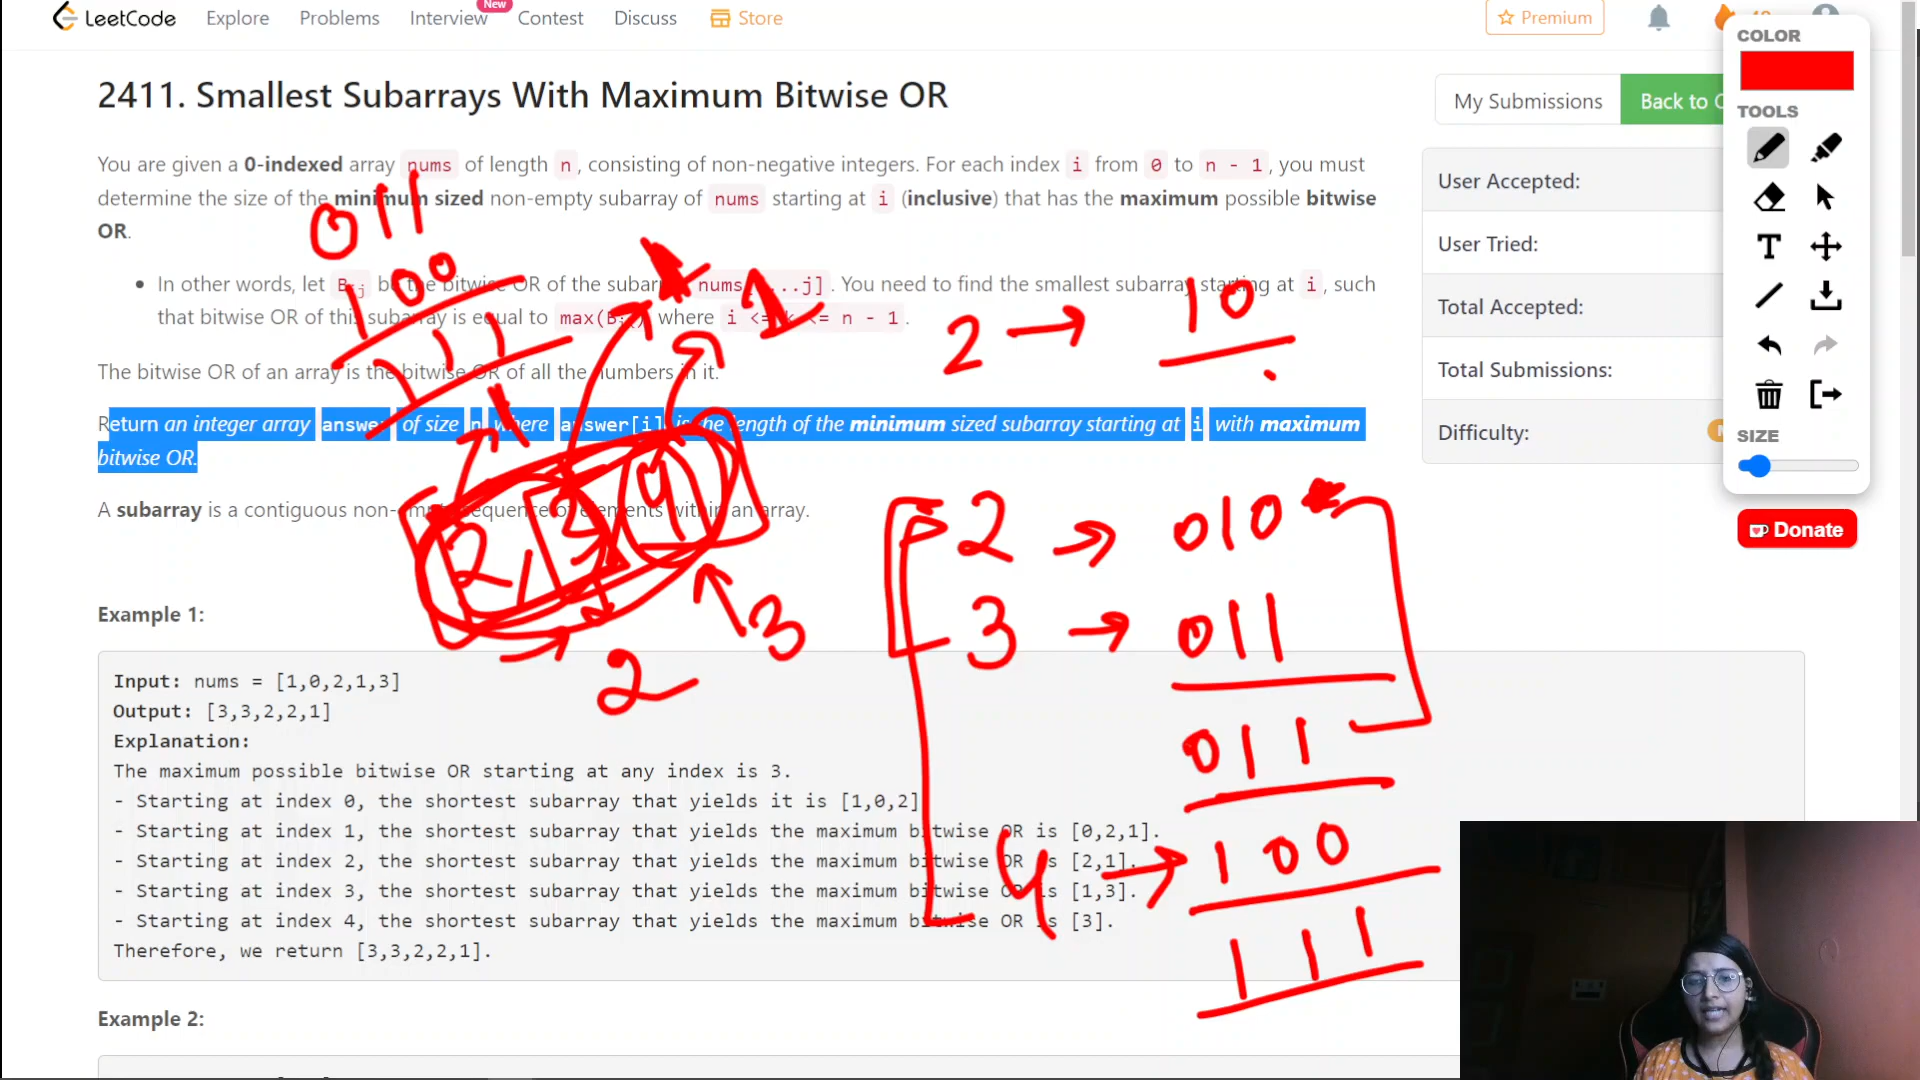 LeetCode Explore Problems Interview New Contest Discuss Store Premium
COLOR
2411. Smallest Subarrays With Maximum Bitwise OR
My Submissions Back to C
TOOLS
You are given a 0-indexed array nums of length n, consisting of non-negative integers. For each index i from 0 to n - 1, you must
determine the size of the minimum sized non-empty subarray of nums starting at i (inclusive) that has the maximum possible bitwise
OR.
User Accepted:
User Tried:
Total Accepted:
Total Submissions:
Difficulty:
SIZE
Donate
011
100
111
In other words, let B be the bitwise OR of the subarray nums[...j]. You need to find the smallest subarray starting at i, such
that bitwise OR of this subarray is equal to max(B where i <= k <= n - 1.
2 → 10
The bitwise OR of an array is the bitwise OR of all the numbers in it.
Return an integer array answer of size n where answer[i] is the length of the minimum sized subarray starting at i with maximum
bitwise OR.
A subarray is a contiguous non-empty sequence of elements within an array.
2, 3 4
3
2
2 → 010
3 → 011
011
4 → 100
111
Example 1:
Input: nums = [1,0,2,1,3]
Output: [3,3,2,2,1]
Explanation:
The maximum possible bitwise OR starting at any index is 3.
- Starting at index 0, the shortest subarray that yields it is [1,0,2]
- Starting at index 1, the shortest subarray that yields the maximum bitwise OR is [0,2,1].
- Starting at index 2, the shortest subarray that yields the maximum bitwise OR is [2,1].
- Starting at index 3, the shortest subarray that yields the maximum bitwise OR is [1,3].
- Starting at index 4, the shortest subarray that yields the maximum bitwise OR is [3].
Therefore, we return [3,3,2,2,1].
Example 2: